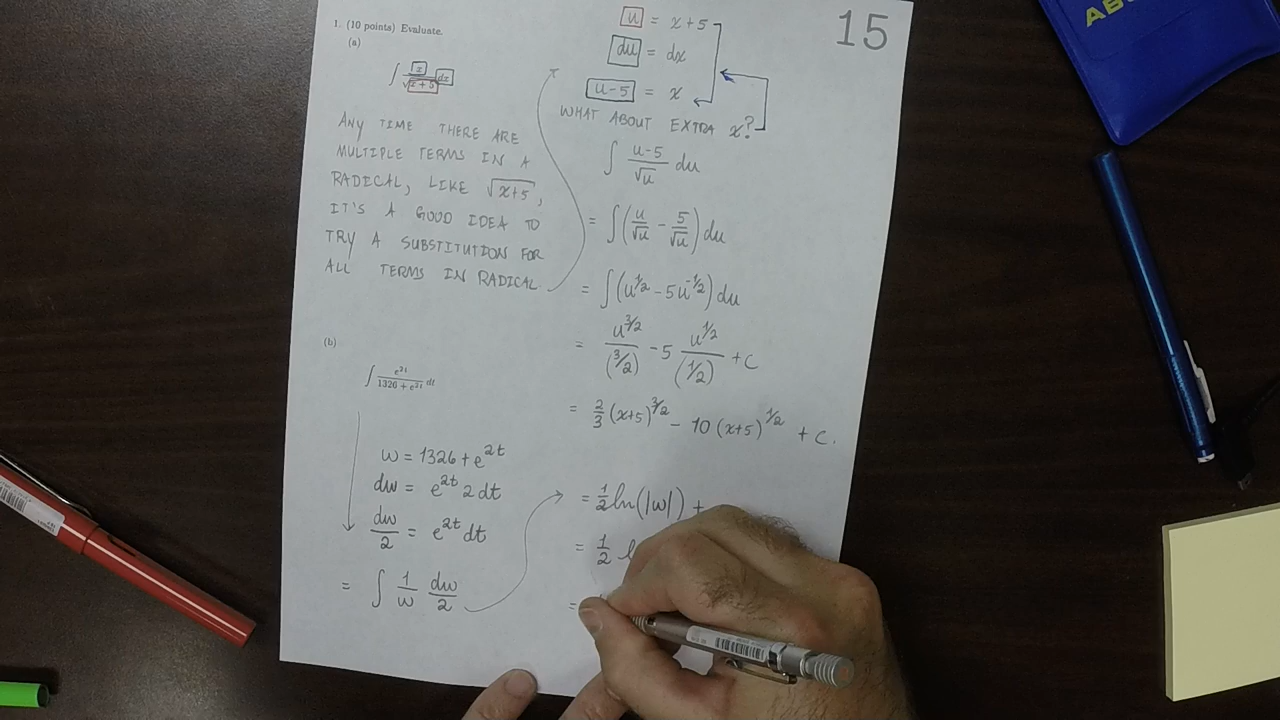 15
1. (10 points) Evaluate.
(a)
∫ x/√(x + 5) dx
ANY TIME THERE ARE
MULTIPLE TERMS IN A
RADICAL, LIKE √(x+5),
IT'S A GOOD IDEA TO
TRY A SUBSTITUTION FOR
ALL TERMS IN RADICAL.
u = x+5
du = dx
u-5 = x
WHAT ABOUT EXTRA x?
∫ (u-5)/√u du
= ∫(u/√u - 5/√u) du
= ∫(u^1/2 - 5u^-1/2) du
= u^3/2/(3/2) - 5 u^1/2/(1/2) + C
= 2/3 (x+5)^3/2 - 10 (x+5)^1/2 + C.
(b)
∫ e^2t/(1326 + e^2t) dt
w = 1326 + e^2t
dw = e^2t 2 dt
dw/2 = e^2t dt
= ∫ 1/w dw/2
= 1/2 ln(|w|) +
= 1/2 l
=